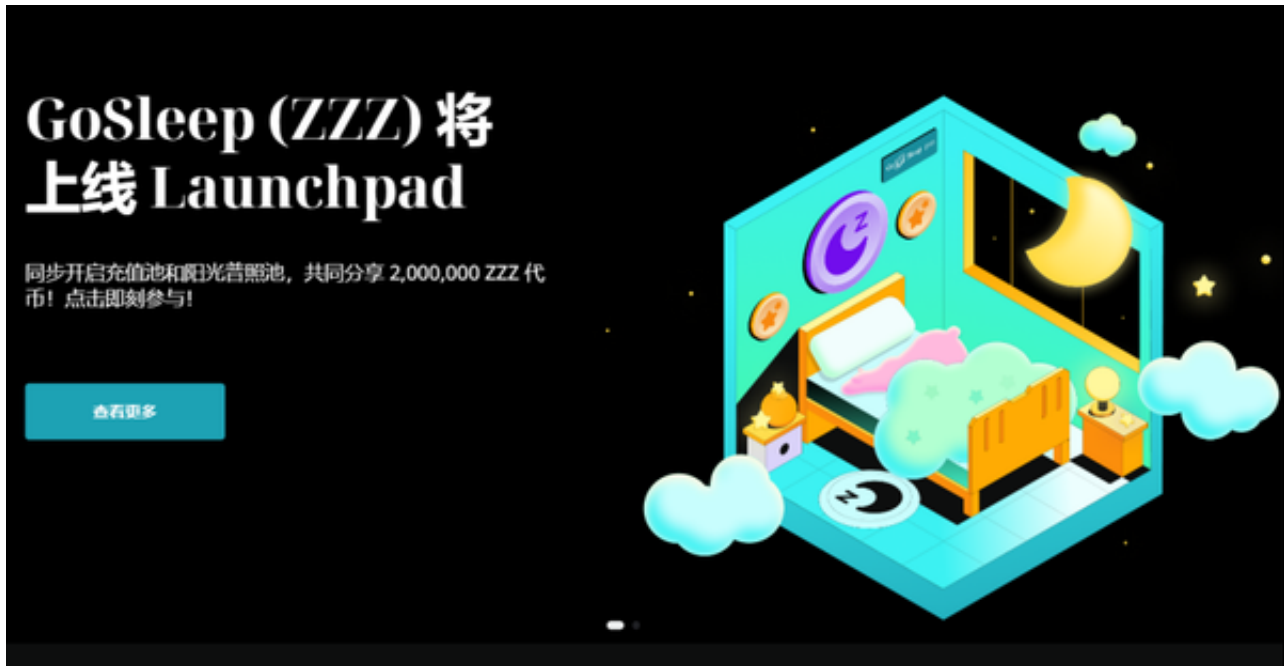 GoSleep (ZZZ) 将
上线 Launchpad
同步开启充值池和阳光普照池，共同分享 2,000,000 ZZZ 代
币！点击即刻参与！
查看更多
Z
Z